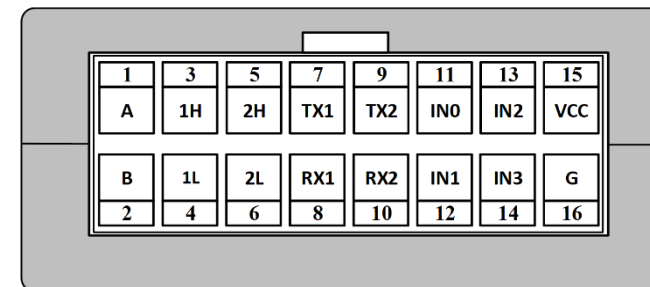 1 3 5 7 9 11 13 15
A 1H 2H TX1 TX2 IN0 IN2 VCC
B 1L 2L RX1 RX2 IN1 IN3 G
2 4 6 8 10 12 14 16